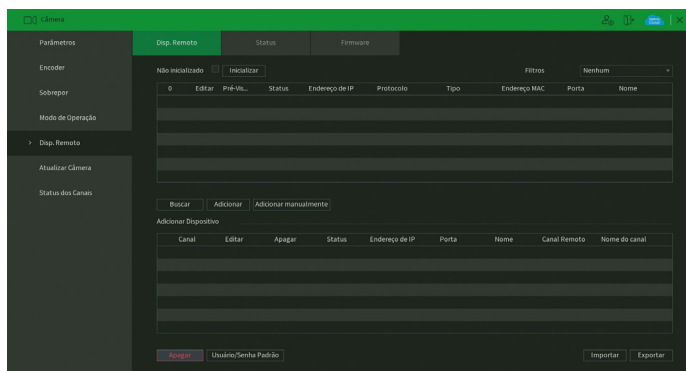 Câmera
Parâmetros
Encoder
Sobrepor
Modo de Operação
> Disp. Remoto
Atualizar Câmera
Status dos Canais
Disp. Remoto Status Firmware
Não inicializado Inicializar Filtros Nenhum
0 Editar Pré-Vis... Status Endereço de IP Protocolo Tipo Endereço MAC Porta Nome
Buscar Adicionar Adicionar manualmente
Adicionar Dispositivo
Canal Editar Apagar Status Endereço de IP Porta Nome Canal Remoto Nome do canal
Apagar Usuário/Senha Padrão Importar Exportar